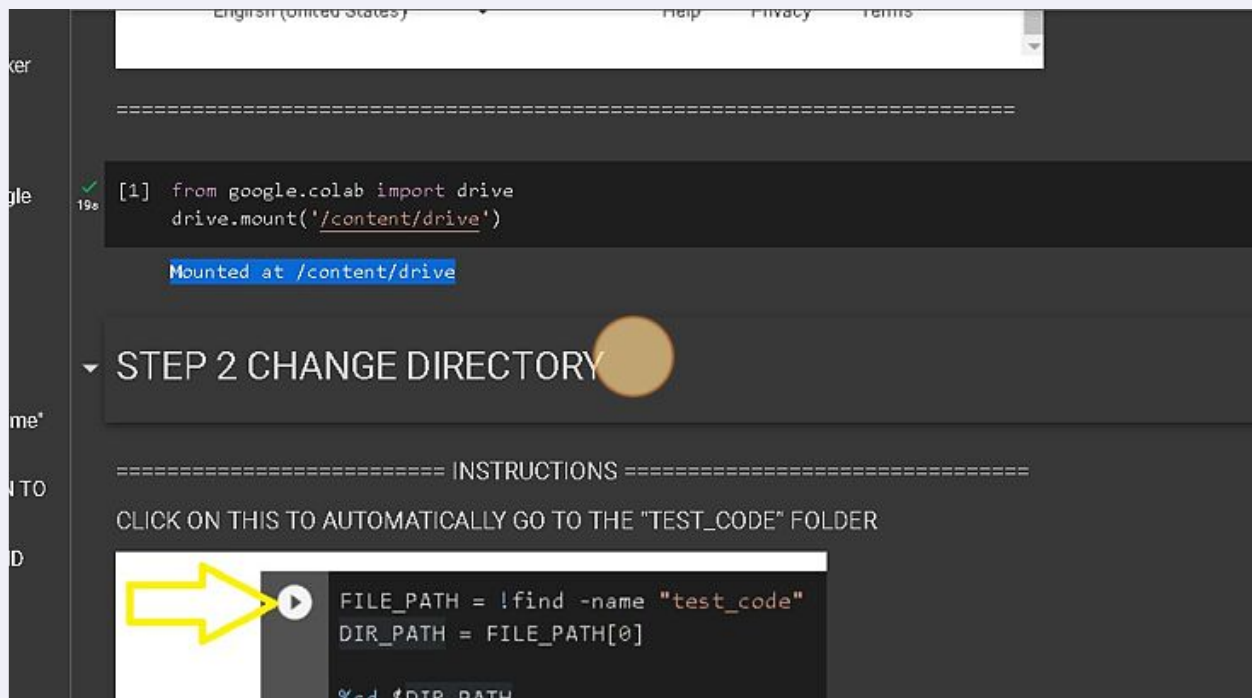 English (United States) Help Privacy Terms
ker
======================================================================
gle
19s [1] from google.colab import drive
drive.mount('/content/drive')
Mounted at /content/drive
STEP 2 CHANGE DIRECTORY
me"
========================== INSTRUCTIONS ================================
N TO
CLICK ON THIS TO AUTOMATICALLY GO TO THE "TEST_CODE" FOLDER
FILE_PATH = !find -name "test_code"
DIR_PATH = FILE_PATH[0]
%cd $DIR_PATH